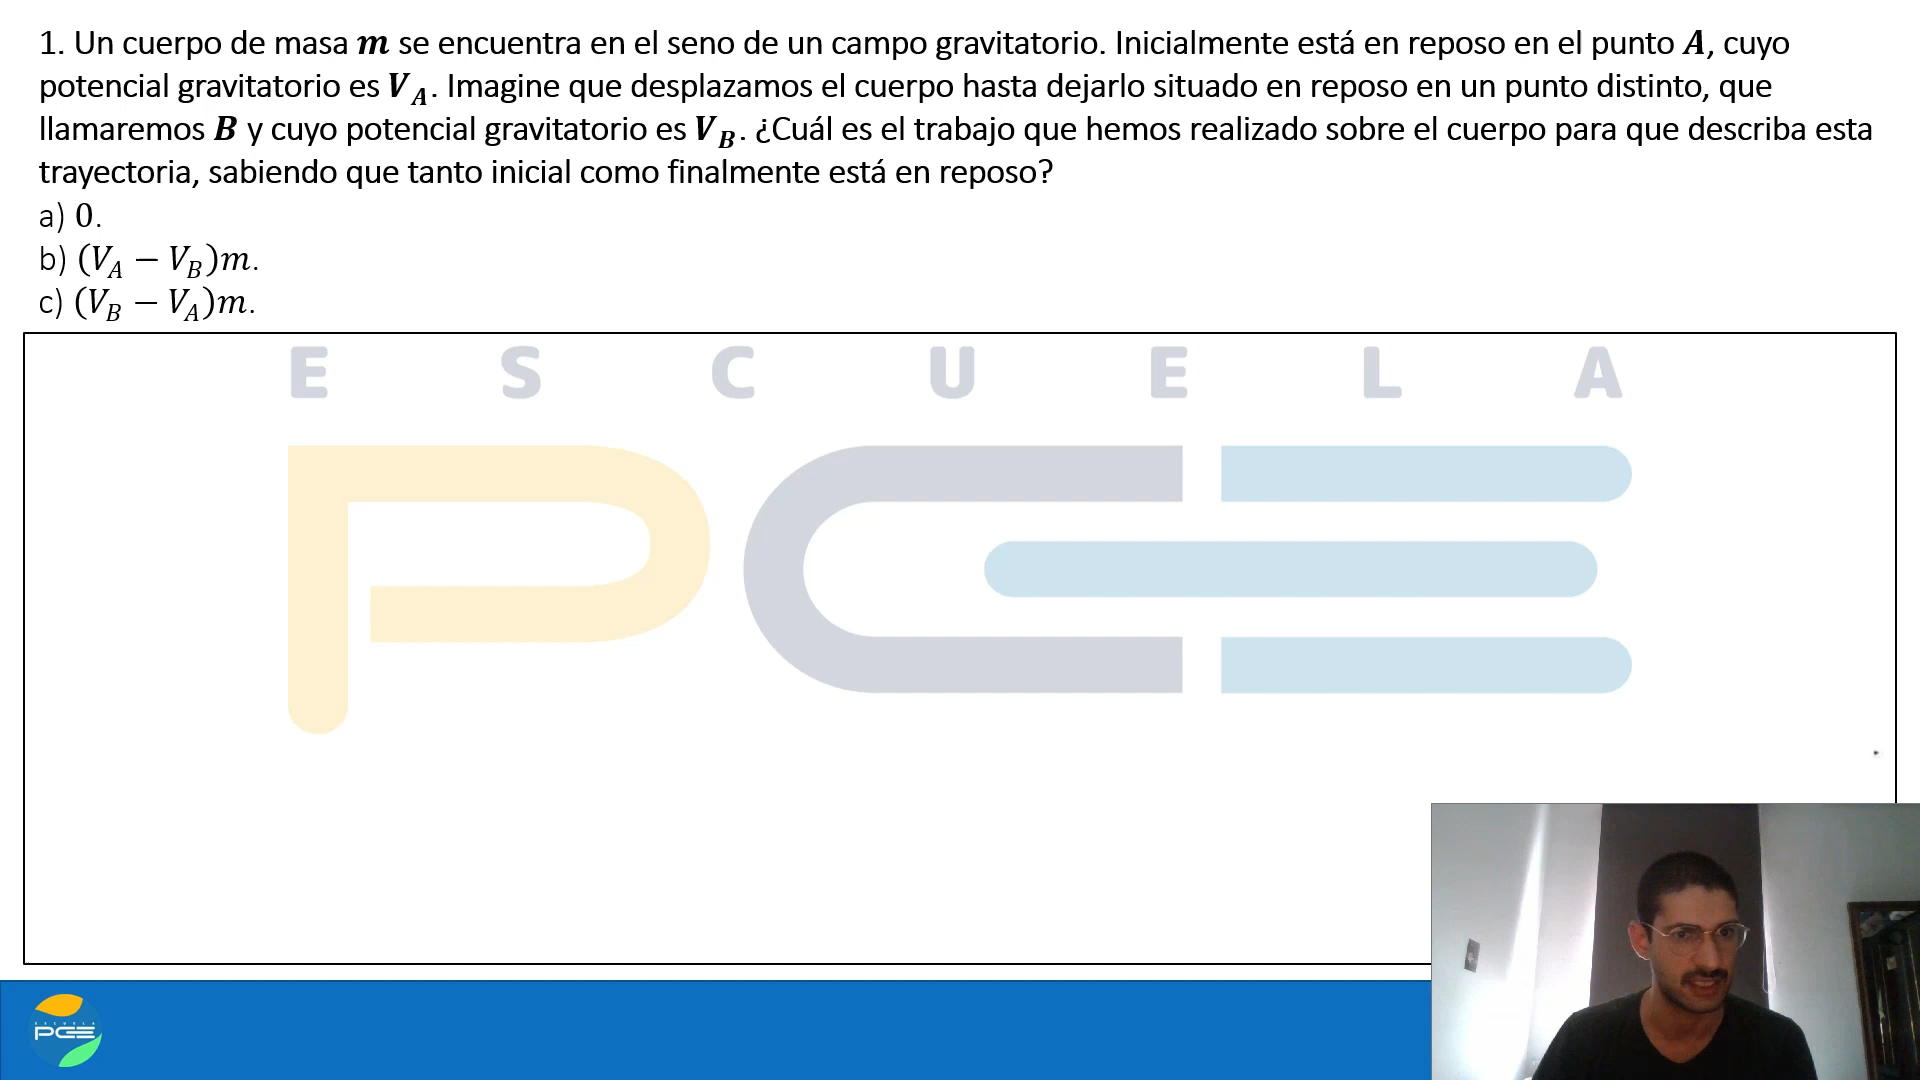 1. Un cuerpo de masa m se encuentra en el seno de un campo gravitatorio. Inicialmente está en reposo en el punto A, cuyo
potencial gravitatorio es V_A. Imagine que desplazamos el cuerpo hasta dejarlo situado en reposo en un punto distinto, que
llamaremos B y cuyo potencial gravitatorio es V_B. ¿Cuál es el trabajo que hemos realizado sobre el cuerpo para que describa esta
trayectoria, sabiendo que tanto inicial como finalmente está en reposo?
a) 0.
b) (V_A − V_B)m.
c) (V_B − V_A)m.
ESCUELA
PCE
ESCUELA
PCE